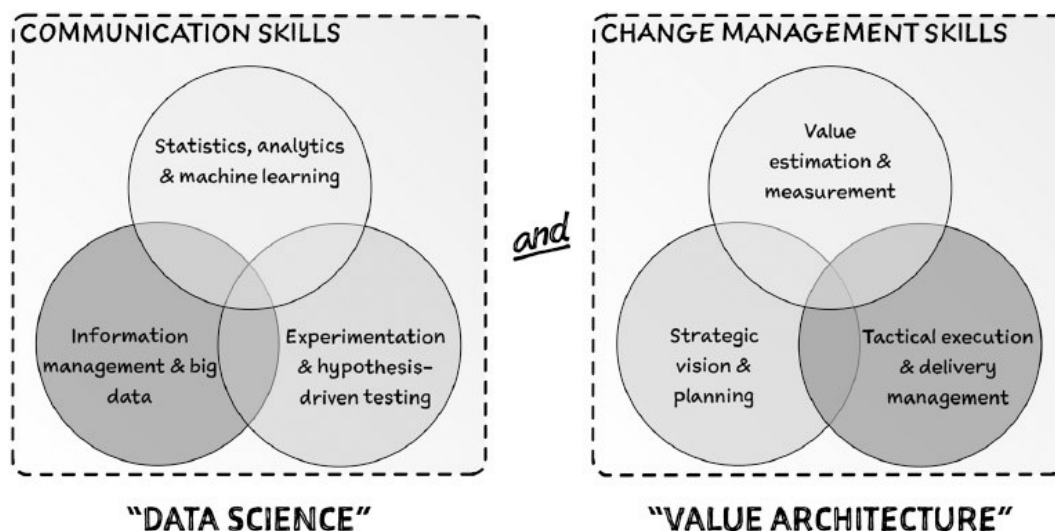 COMMUNICATION SKILLS
Statistics, analytics
& machine learning
Information
management & big
data
Experimentation
& hypothesis-
driven testing
"DATA SCIENCE"
and
CHANGE MANAGEMENT SKILLS
Value
estimation &
measurement
Strategic
vision &
planning
Tactical execution
& delivery
management
"VALUE ARCHITECTURE"